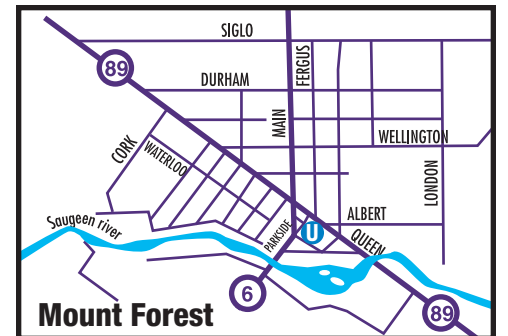 SIGLO
89
DURHAM
FERGUS
MAIN
CORK
WATERLOO
WELLINGTON
LONDON
ALBERT
PARKSIDE
U
QUEEN
Saugeen river
6
89
Mount Forest